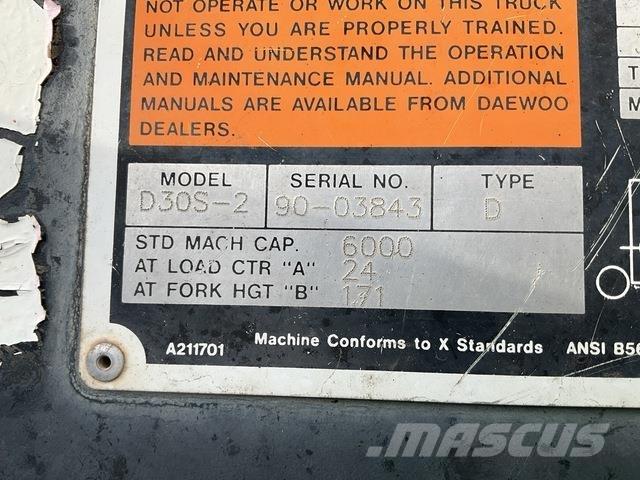 NOT OPERATE OR WORK ON THIS TRUCK
UNLESS YOU ARE PROPERLY TRAINED.
READ AND UNDERSTAND THE OPERATION
AND MAINTENANCE MANUAL. ADDITIONAL
MANUALS ARE AVAILABLE FROM DAEWOO
DEALERS.
MODEL SERIAL NO. TYPE
D30S-2 90-03843 D
STD MACH CAP. 6000
AT LOAD CTR "A" 24
AT FORK HGT "B" 171
A211701 Machine Conforms to X Standards ANSI B56
MASCUS